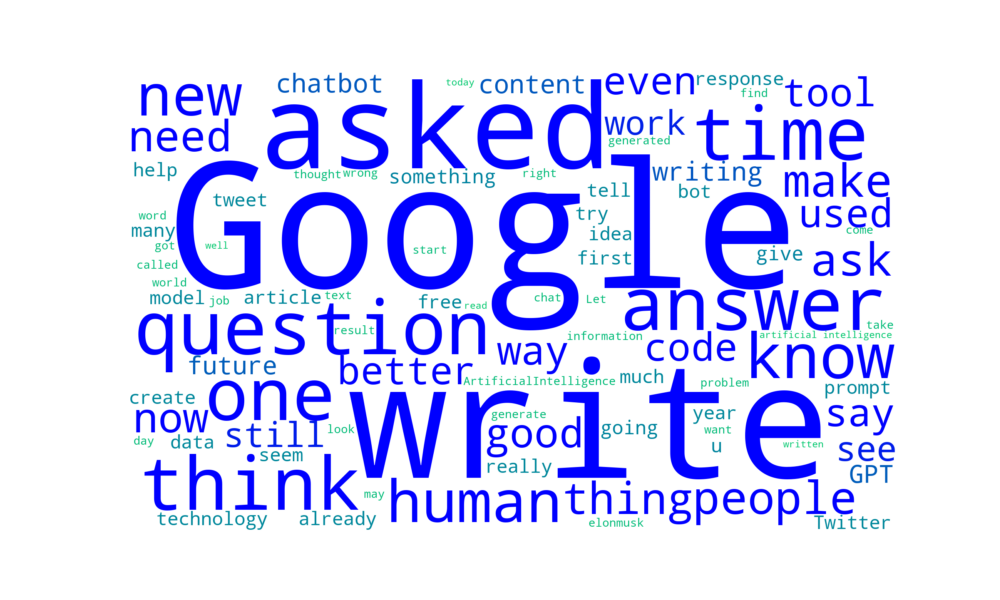 today
chatbot
content
even
response
new
asked
find
tool
need
work
time
generated
help
thought
wrong
something
right
writing
make
tweet
Google
tell
bot
word
try
used
many
idea
come
got
well
start
first
give
ask
called
world
model
job
article
text
free
read
chat
Let
answer
question
result
information
take
artificial intelligence
way
code
know
future
better
ArtificialIntelligence
much
problem
prompt
create
one
write
now
generate
year
say
day
data
still
look
good
going
want
u
written
see
seem
really
GPT
think
may
human
thing
people
technology
already
elonmusk
Twitter